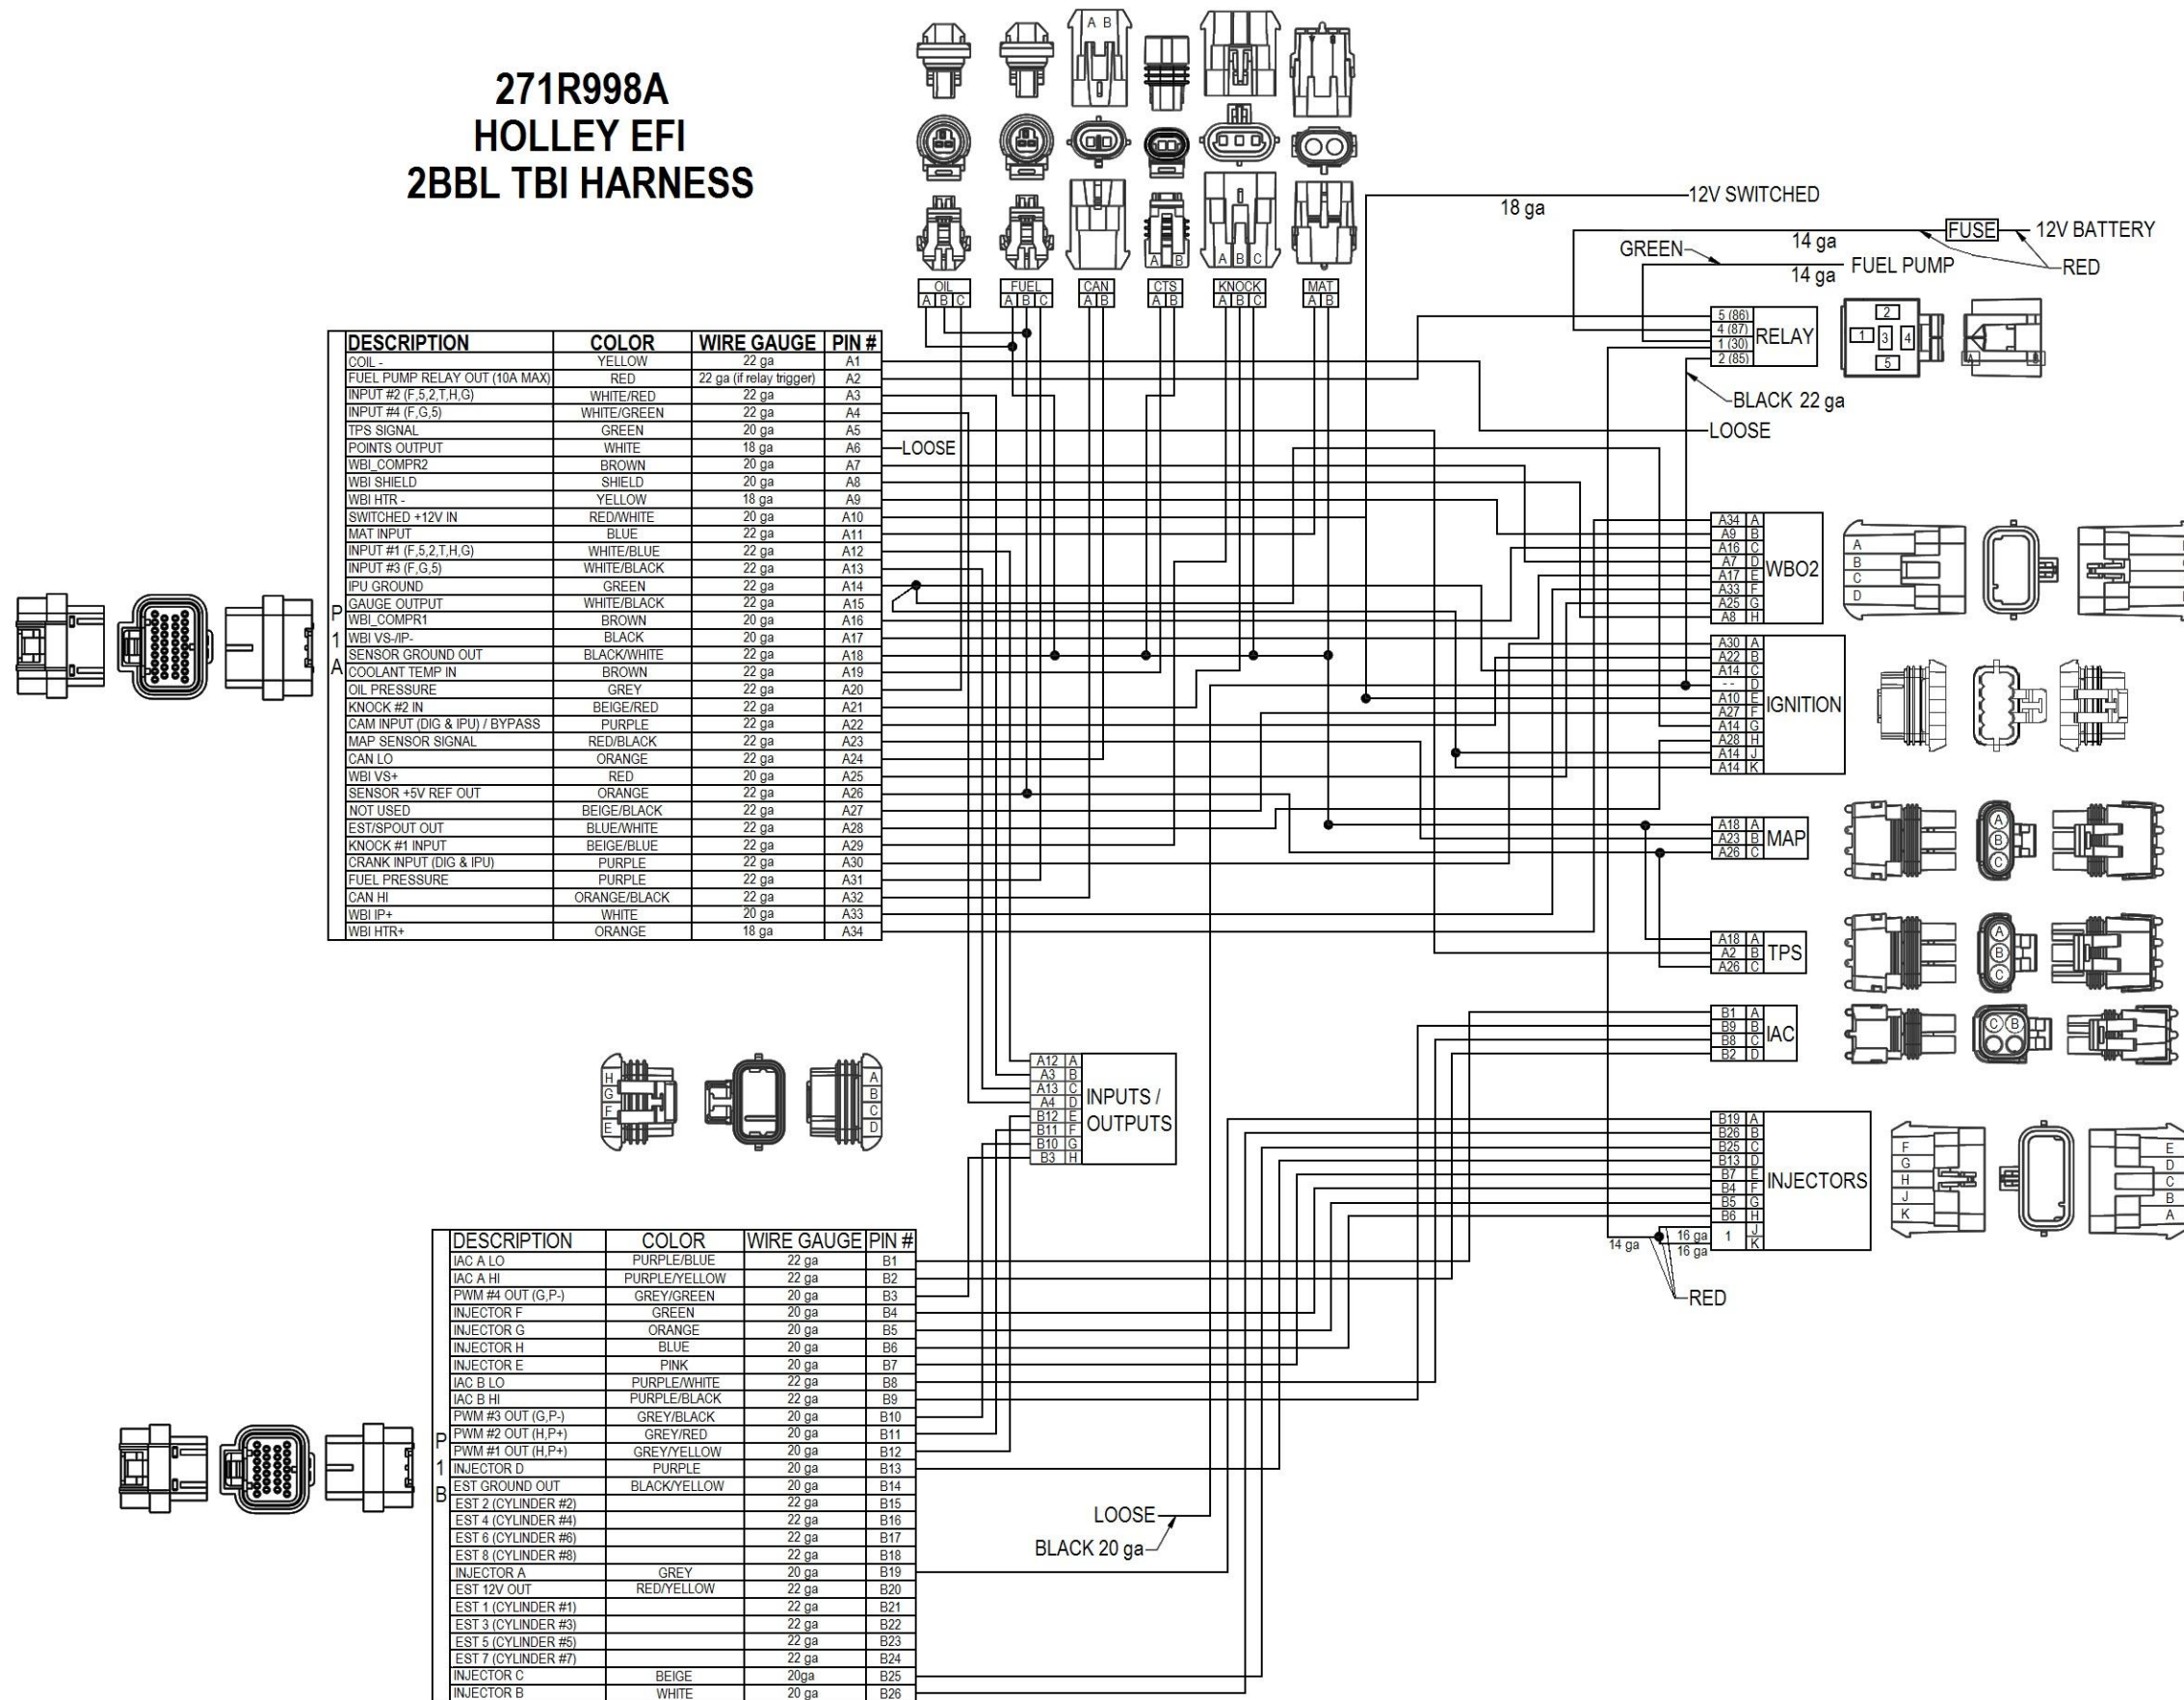 271R998A
HOLLEY EFI
2BBL TBI HARNESS
A B
A B
A B C
OIL FUEL CAN CTS KNOCK MAT
A B C A B C A B A B A B C A B
12V SWITCHED
18 ga
FUSE 12V BATTERY
14 ga
GREEN
FUEL PUMP
14 ga
RED
5 (86)
4 (87)
1 (30)
2 (85)
RELAY
2
1 3 4
5
A B
BLACK 22 ga
LOOSE
DESCRIPTION COLOR WIRE GAUGE PIN #
COIL - YELLOW 22 ga A1
FUEL PUMP RELAY OUT (10A MAX) RED 22 ga (if relay trigger) A2
INPUT #2 (F,5,2,T,H,G) WHITE/RED 22 ga A3
INPUT #4 (F,G,5) WHITE/GREEN 22 ga A4
TPS SIGNAL GREEN 20 ga A5
POINTS OUTPUT WHITE 18 ga A6 LOOSE
WBI_COMPR2 BROWN 20 ga A7
WBI SHIELD SHIELD 20 ga A8
WBI HTR - YELLOW 18 ga A9
SWITCHED +12V IN RED/WHITE 20 ga A10
MAT INPUT BLUE 22 ga A11
INPUT #1 (F,5,2,T,H,G) WHITE/BLUE 22 ga A12
INPUT #3 (F,G,5) WHITE/BLACK 22 ga A13
IPU GROUND GREEN 22 ga A14
GAUGE OUTPUT WHITE/BLACK 22 ga A15
WBI_COMPR1 BROWN 20 ga A16
WBI VS-/IP- BLACK 20 ga A17
SENSOR GROUND OUT BLACK/WHITE 22 ga A18
COOLANT TEMP IN BROWN 22 ga A19
OIL PRESSURE GREY 22 ga A20
KNOCK #2 IN BEIGE/RED 22 ga A21
CAM INPUT (DIG & IPU) / BYPASS PURPLE 22 ga A22
MAP SENSOR SIGNAL RED/BLACK 22 ga A23
CAN LO ORANGE 22 ga A24
WBI VS+ RED 20 ga A25
SENSOR +5V REF OUT ORANGE 22 ga A26
NOT USED BEIGE/BLACK 22 ga A27
EST/SPOUT OUT BLUE/WHITE 22 ga A28
KNOCK #1 INPUT BEIGE/BLUE 22 ga A29
CRANK INPUT (DIG & IPU) PURPLE 22 ga A30
FUEL PRESSURE PURPLE 22 ga A31
CAN HI ORANGE/BLACK 22 ga A32
WBI IP+ WHITE 20 ga A33
WBI HTR+ ORANGE 18 ga A34
P
1
A
A34 A
A9 B
A16 C
A7 D
A17 E
A33 F
A25 G
A8 H
WBO2
A
B
C
D
A30 A
A22 B
A14 C
- - D
A10 E
A27 F
A14 G
A28 H
A14 J
A14 K
IGNITION
A18 A
A23 B
A26 C
MAP
A
B
C
A18 A
A2 B
A26 C
TPS
A
B
C
B1 A
B9 B
B8 C
B2 D
IAC
C B
A12 A
A3 B
A13 C
A4 D
B12 E
B11 F
B10 G
B3 H
INPUTS /
OUTPUTS
H
G
F
E
A
B
C
D
B19 A
B26 B
B25 C
B13 D
B7 E
B4 F
B5 G
B6 H
1 J
K
INJECTORS
14 ga
16 ga
16 ga
RED
F
G
H
J
K
E
D
C
B
A
DESCRIPTION COLOR WIRE GAUGE PIN #
IAC A LO PURPLE/BLUE 22 ga B1
IAC A HI PURPLE/YELLOW 22 ga B2
PWM #4 OUT (G,P-) GREY/GREEN 20 ga B3
INJECTOR F GREEN 20 ga B4
INJECTOR G ORANGE 20 ga B5
INJECTOR H BLUE 20 ga B6
INJECTOR E PINK 20 ga B7
IAC B LO PURPLE/WHITE 22 ga B8
IAC B HI PURPLE/BLACK 22 ga B9
PWM #3 OUT (G,P-) GREY/BLACK 20 ga B10
PWM #2 OUT (H,P+) GREY/RED 20 ga B11
PWM #1 OUT (H,P+) GREY/YELLOW 20 ga B12
INJECTOR D PURPLE 20 ga B13
EST GROUND OUT BLACK/YELLOW 20 ga B14
EST 2 (CYLINDER #2) 22 ga B15
EST 4 (CYLINDER #4) 22 ga B16
EST 6 (CYLINDER #6) 22 ga B17
EST 8 (CYLINDER #8) 22 ga B18
INJECTOR A GREY 20 ga B19
EST 12V OUT RED/YELLOW 22 ga B20
EST 1 (CYLINDER #1) 22 ga B21
EST 3 (CYLINDER #3) 22 ga B22
EST 5 (CYLINDER #5) 22 ga B23
EST 7 (CYLINDER #7) 22 ga B24
INJECTOR C BEIGE 20ga B25
INJECTOR B WHITE 20 ga B26
P
1
B
LOOSE
BLACK 20 ga